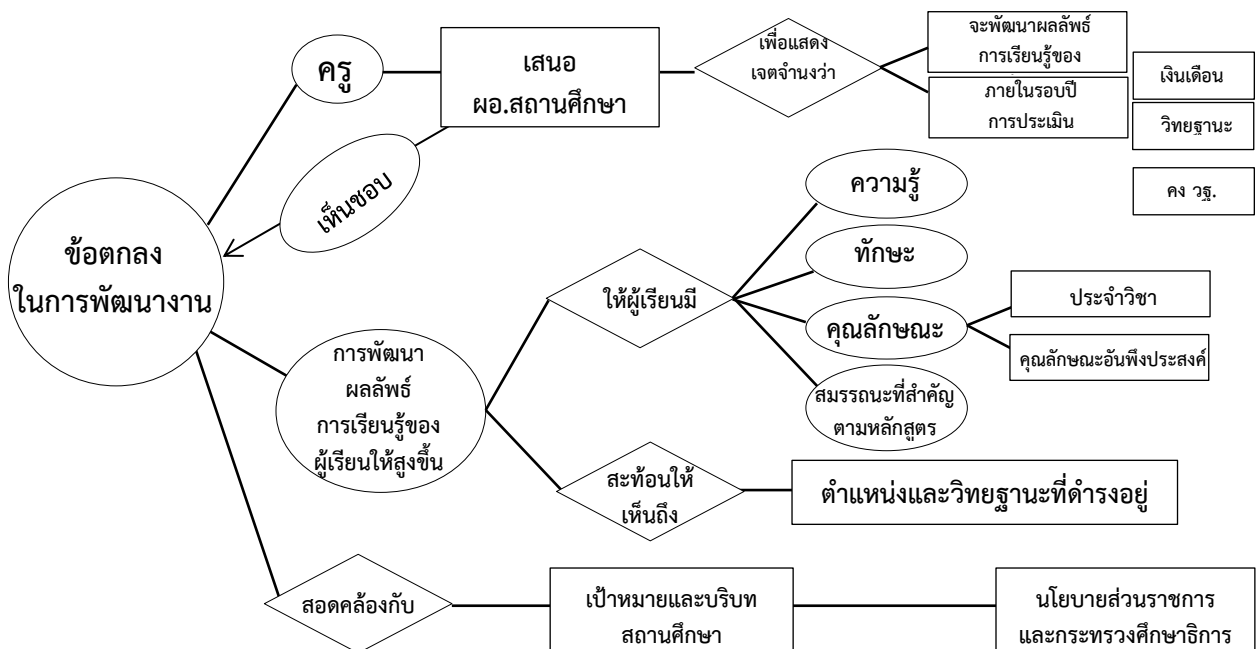 ครู
เสนอ
ผอ.สถานศึกษา
เพื่อแสดง
เจตจำนงว่า
จะพัฒนาผลลัพธ์
การเรียนรู้ของ
ภายในรอบปี
การประเมิน
เงินเดือน
วิทยฐานะ
คง วฐ.
เห็นชอบ
ข้อตกลง
ในการพัฒนางาน
การพัฒนา
ผลลัพธ์
การเรียนรู้ของ
ผู้เรียนให้สูงขึ้น
ให้ผู้เรียนมี
ความรู้
ทักษะ
คุณลักษณะ
ประจำวิชา
คุณลักษณะอันพึงประสงค์
สมรรถนะที่สำคัญ
ตามหลักสูตร
สะท้อนให้
เห็นถึง
ตำแหน่งและวิทยฐานะที่ดำรงอยู่
สอดคล้องกับ
เป้าหมายและบริบท
สถานศึกษา
นโยบายส่วนราชการ
และกระทรวงศึกษาธิการ